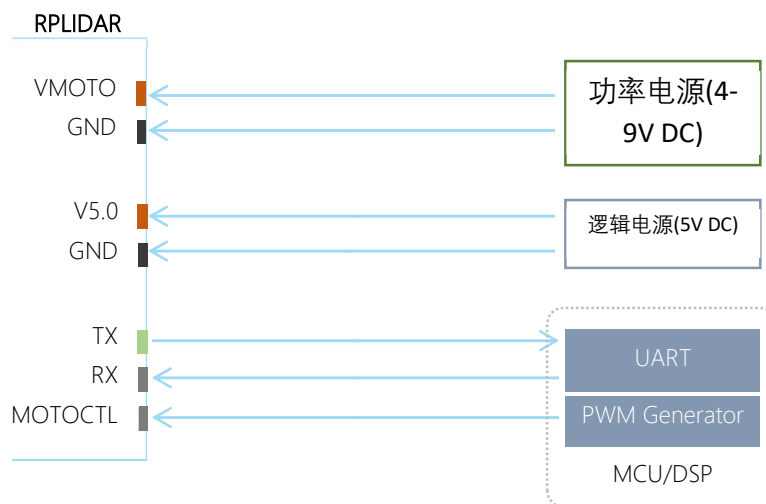 RPLIDAR
VMOTO
GND
功率电源(4-
9V DC)
V5.0
GND
逻辑电源(5V DC)
TX
RX
MOTOCTL
UART
PWM Generator
MCU/DSP